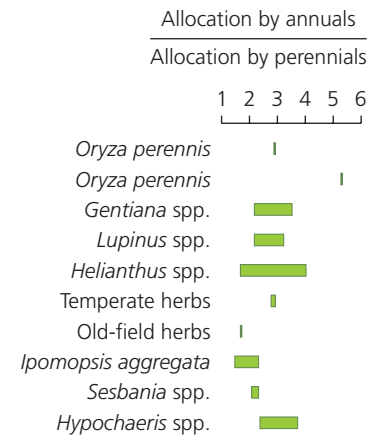 Allocation by annuals
Allocation by perennials
1 2 3 4 5 6
Oryza perennis
Oryza perennis
Gentiana spp.
Lupinus spp.
Helianthus spp.
Temperate herbs
Old-field herbs
Ipomopsis aggregata
Sesbania spp.
Hypochaeris spp.